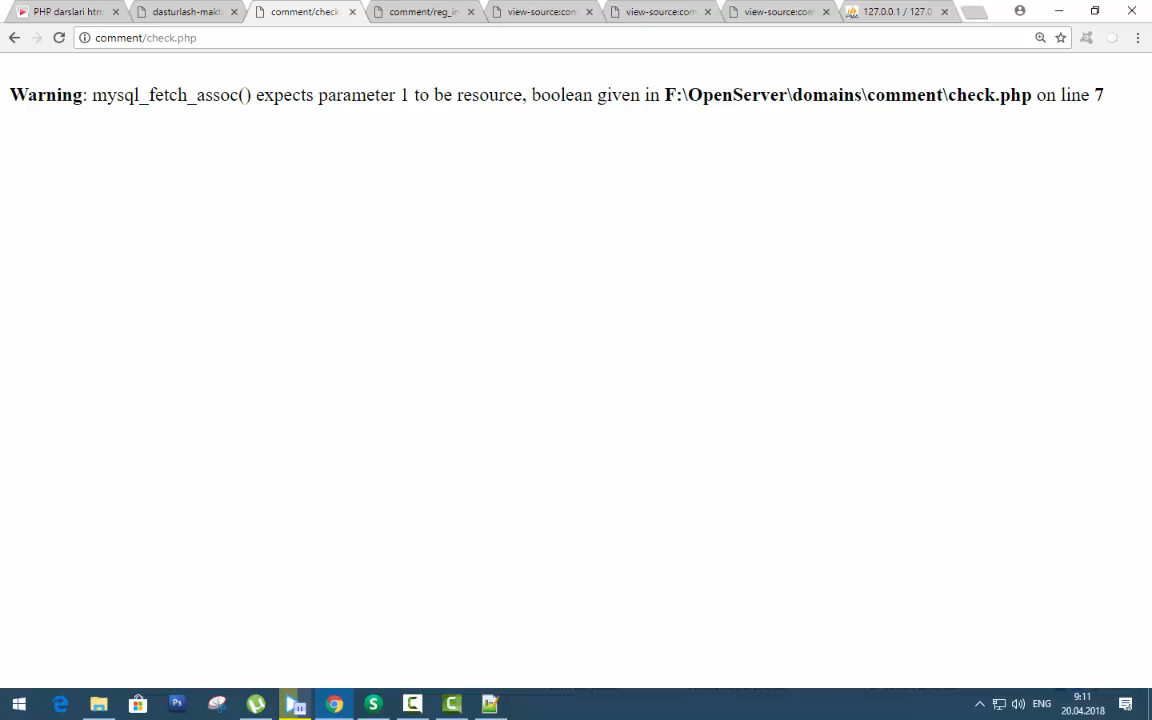 PHP darslari htm
dasturlash-makt
comment/check
comment/reg_in
view-source:com
view-source:com
view-source:com
127.0.0.1 / 127.0
comment/check.php
Warning: mysql_fetch_assoc() expects parameter 1 to be resource, boolean given in F:\OpenServer\domains\comment\check.php on line 7
ENG
9:11
20.04.2018